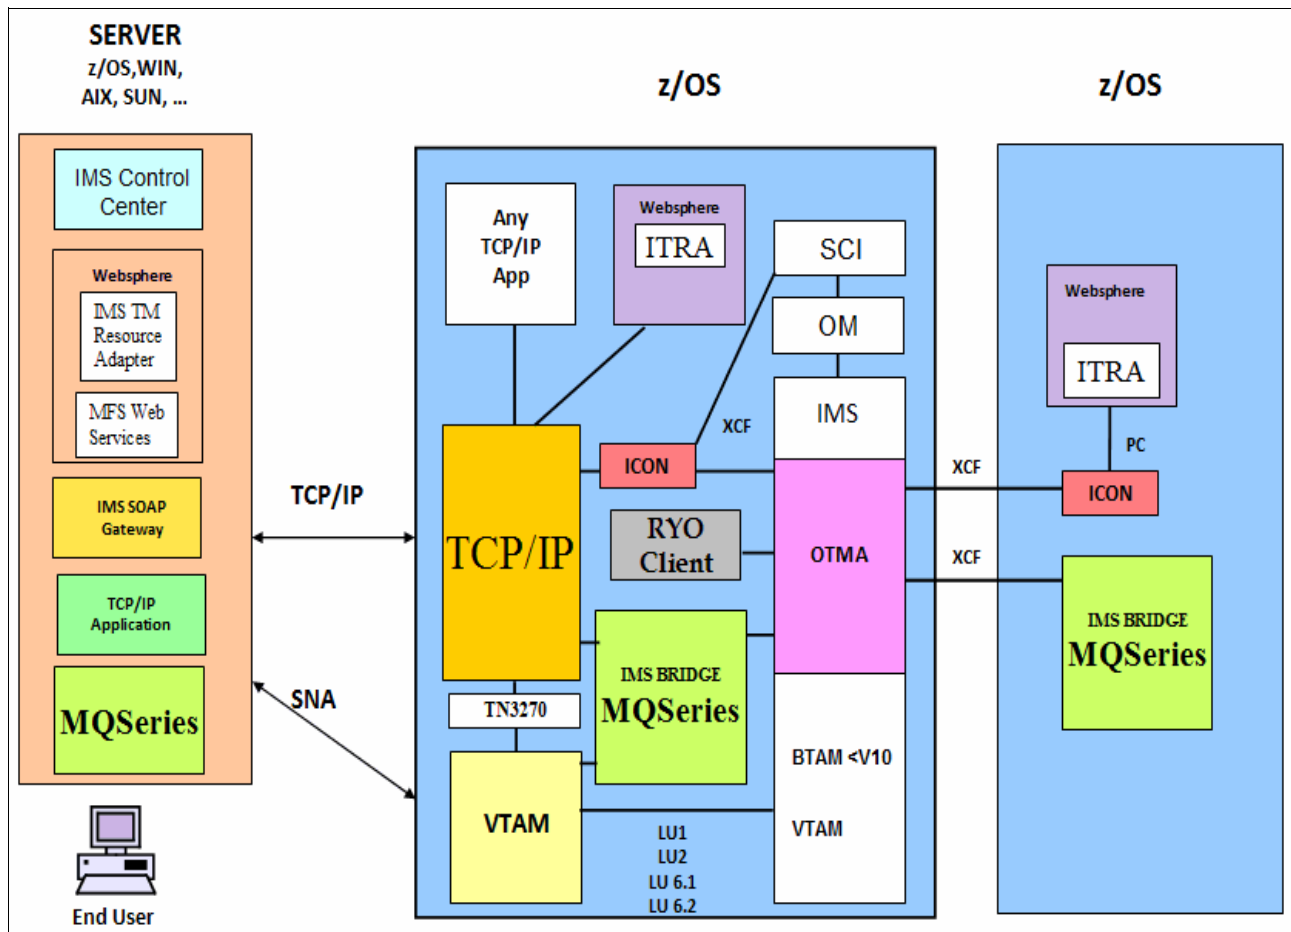 SERVER
z/OS,WIN,
AIX, SUN, ...
IMS Control
Center
Websphere
IMS TM
Resource
Adapter
MFS Web
Services
IMS SOAP
Gateway
TCP/IP
Application
MQSeries
End User
TCP/IP
SNA
z/OS
Any
TCP/IP
App
Websphere
ITRA
SCI
OM
IMS
XCF
ICON
TCP/IP
RYO
Client
OTMA
IMS BRIDGE
MQSeries
TN3270
VTAM
BTAM <V10
VTAM
LU1
LU2
LU 6.1
LU 6.2
XCF
XCF
z/OS
Websphere
ITRA
PC
ICON
IMS BRIDGE
MQSeries